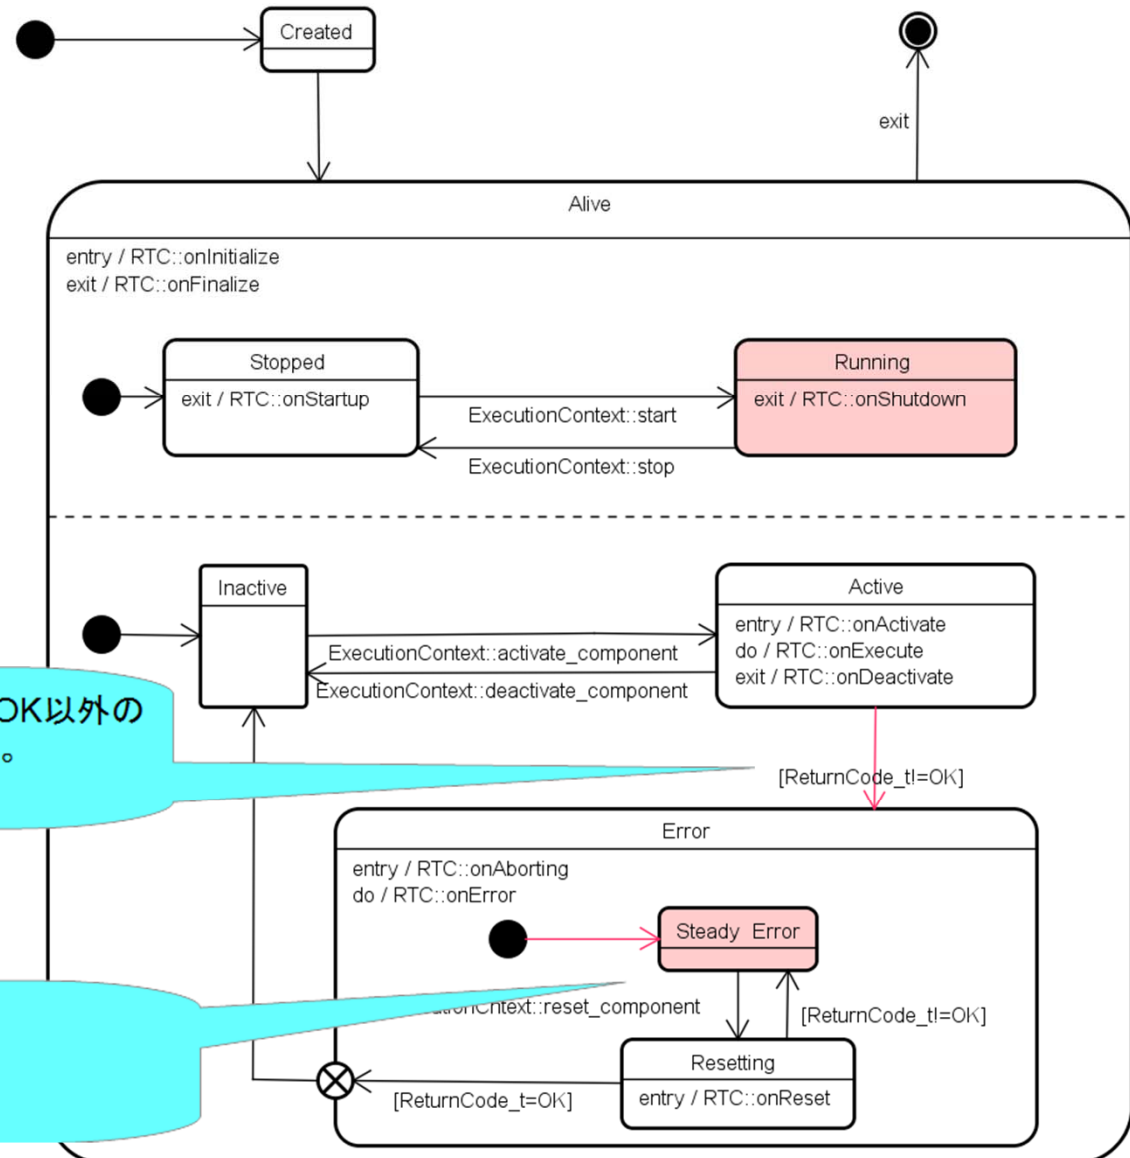 Created
exit
Alive
entry / RTC::onInitialize
exit / RTC::onFinalize
Stopped
exit / RTC::onStartup
Running
exit / RTC::onShutdown
ExecutionContext::start
ExecutionContext::stop
Inactive
Active
entry / RTC::onActivate
do / RTC::onExecute
exit / RTC::onDeactivate
ExecutionContext::activate_component
ExecutionContext::deactivate_component
OK以外の
。
[ReturnCode_t!=OK]
Error
entry / RTC::onAborting
do / RTC::onError
Steady Error
::reset_component
[ReturnCode_t!=OK]
Resetting
entry / RTC::onReset
[ReturnCode_t=OK]